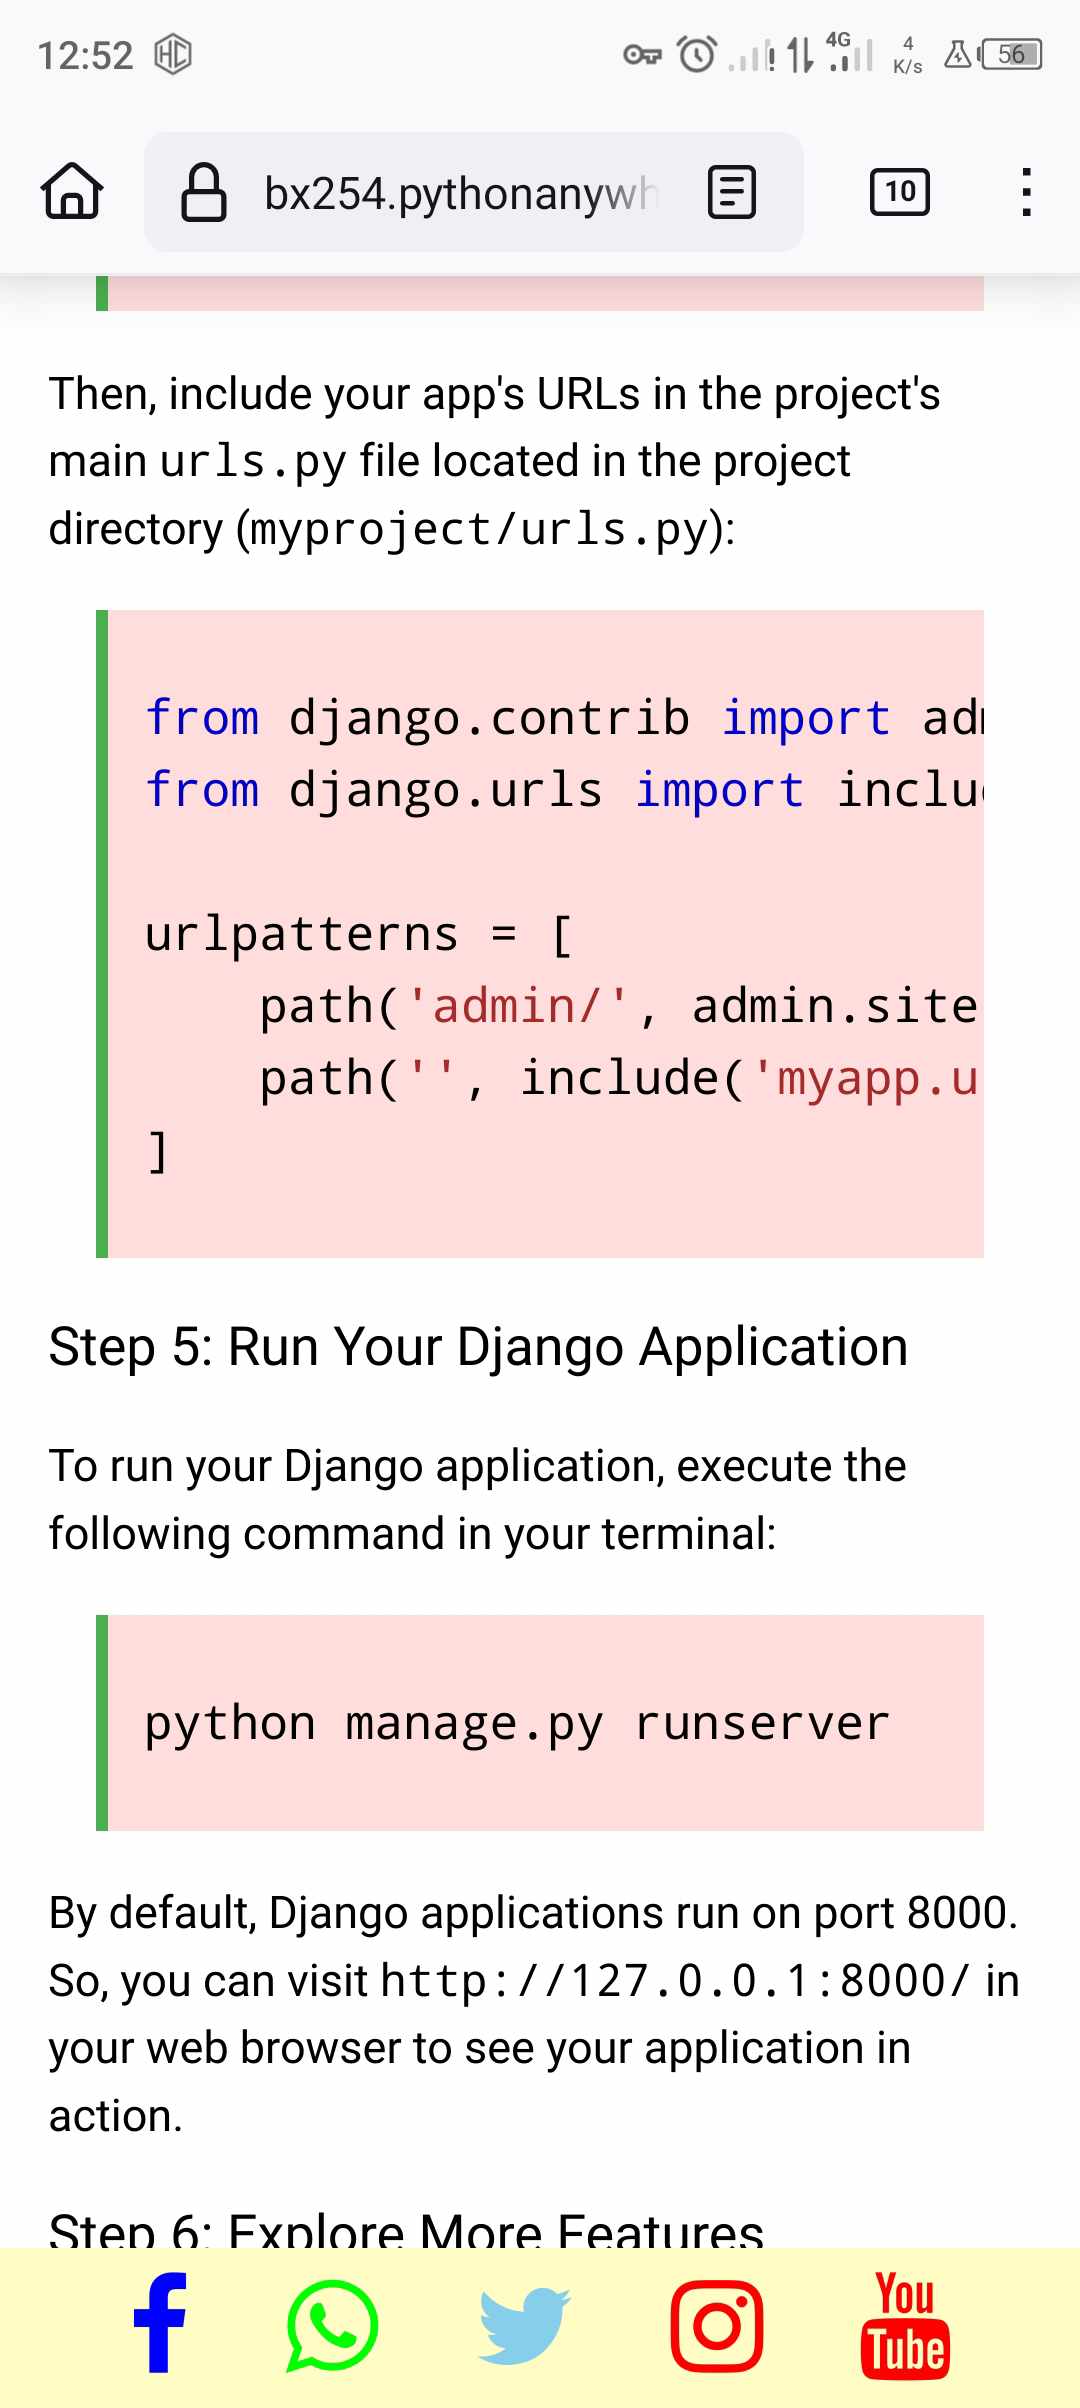 12:52 HC 4G 4 K/s 56
bx254.pythonanywh 10
Then, include your app's URLs in the project's
main urls.py file located in the project
directory (myproject/urls.py):
from django.contrib import
from django.urls import
urlpatterns = [
path('admin/', admin.site
path('', include('myapp.u
]
Step 5: Run Your Django Application
To run your Django application, execute the
following command in your terminal:
python manage.py runserver
By default, Django applications run on port 8000.
So, you can visit http://127.0.0.1:8000/ in
your web browser to see your application in
action.
Step 6: Explore More Features
You
Tube